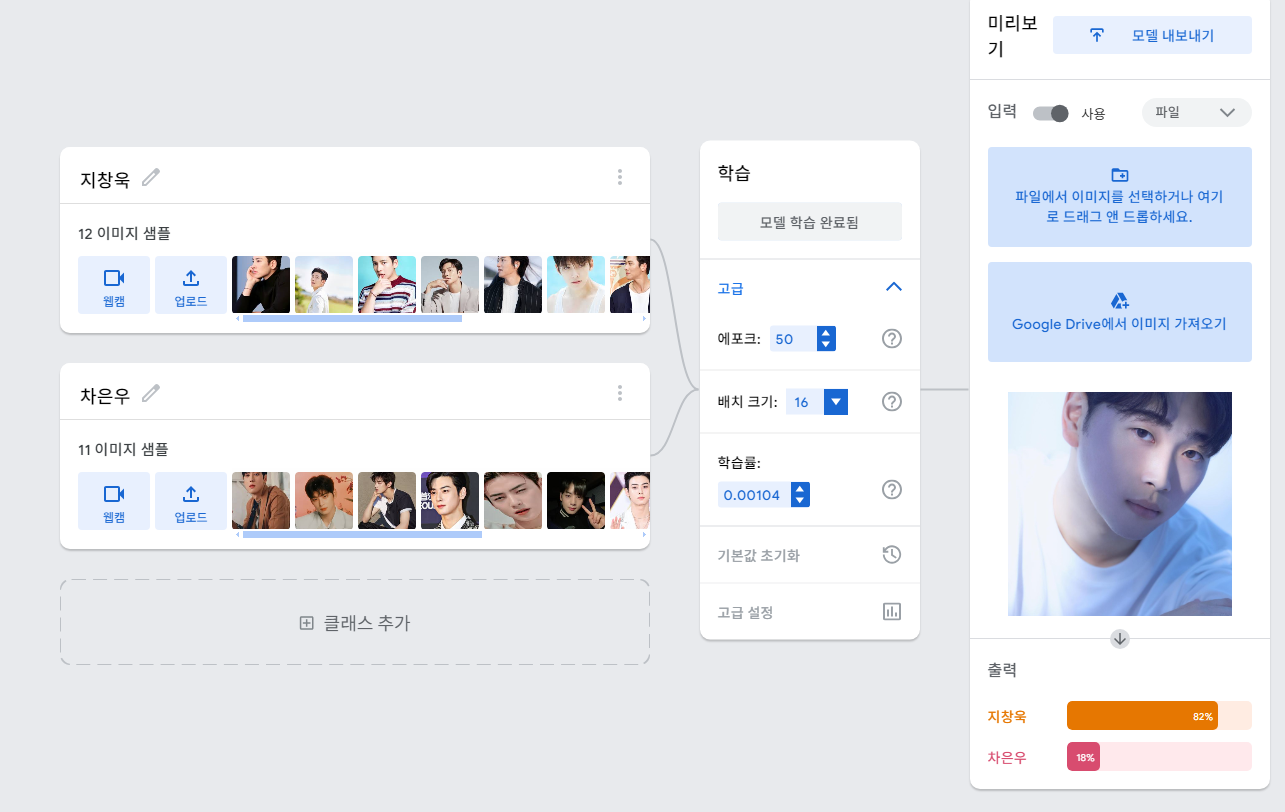 지창욱
12 이미지 샘플
웹캠
업로드
차은우
11 이미지 샘플
웹캠
업로드
클래스 추가
학습
모델 학습 완료됨
고급
에포크: 50
배치 크기: 16
학습률:
0.00104
기본값 초기화
고급 설정
미리보
기
모델 내보내기
입력
사용
파일
파일에서 이미지를 선택하거나 여기
로 드래그 앤 드롭하세요.
Google Drive에서 이미지 가져오기
출력
지창욱 82%
차은우 18%